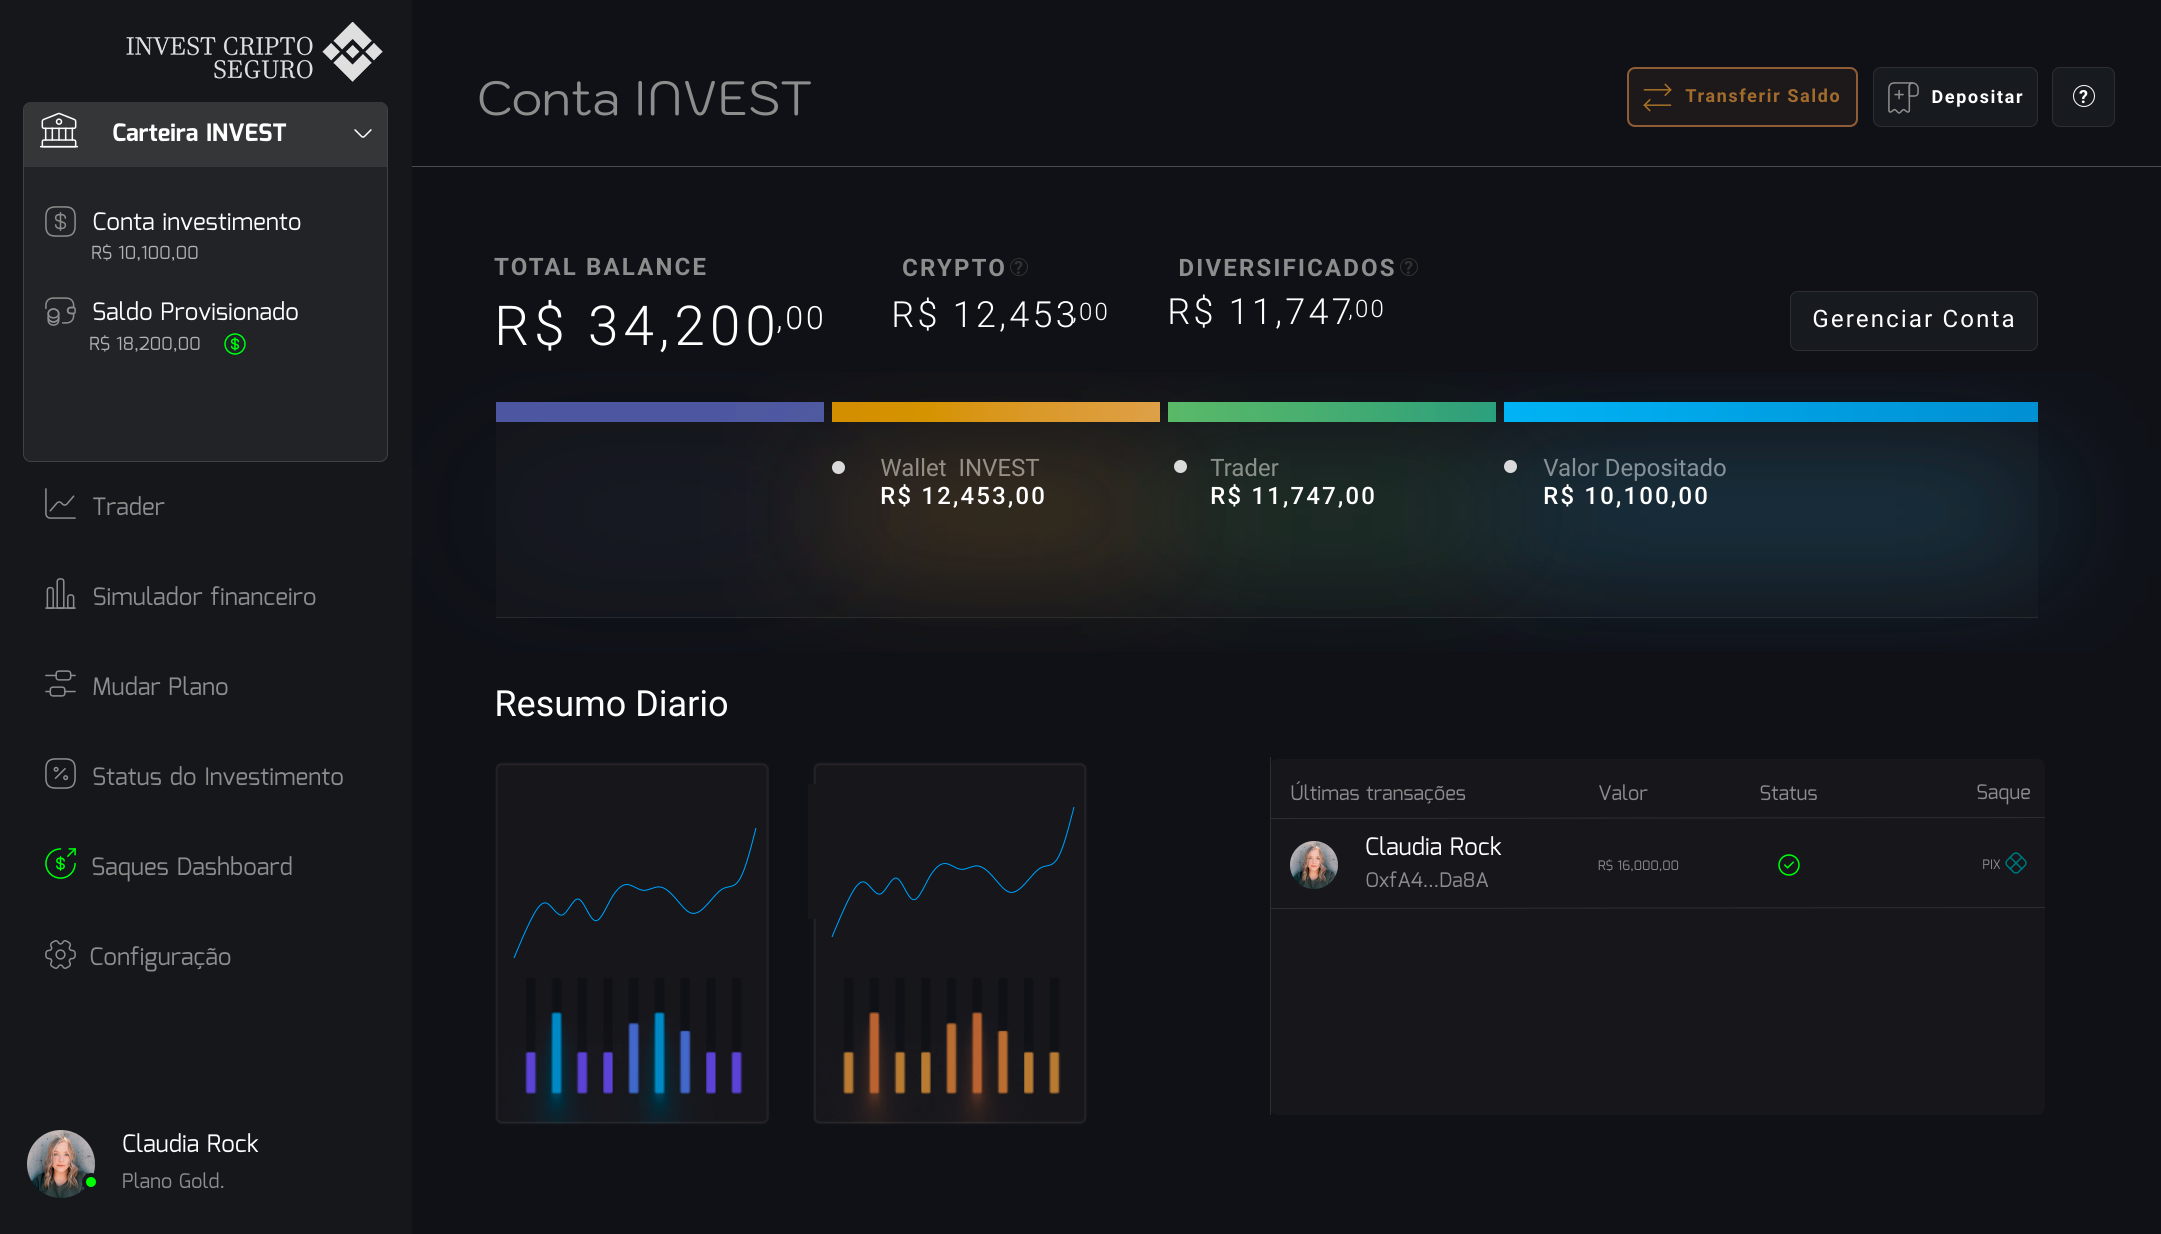 INVEST CRIPTO
SEGURO
Carteira INVEST
Conta investimento
R$ 10,100,00
Saldo Provisionado
R$ 18,200,00
Trader
Simulador financeiro
Mudar Plano
Status do Investimento
Saques Dashboard
Configuração
Claudia Rock
Plano Gold.
Conta INVEST
Transferir Saldo
Depositar
?
TOTAL BALANCE
R$ 34,200,00
CRYPTO ?
R$ 12,453,00
DIVERSIFICADOS ?
R$ 11,747,00
Gerenciar Conta
Wallet INVEST
R$ 12,453,00
Trader
R$ 11,747,00
Valor Depositado
R$ 10,100,00
Resumo Diario
Últimas transações Valor Status Saque
Claudia Rock
0xfA4...Da8A
R$ 16,000,00
PIX